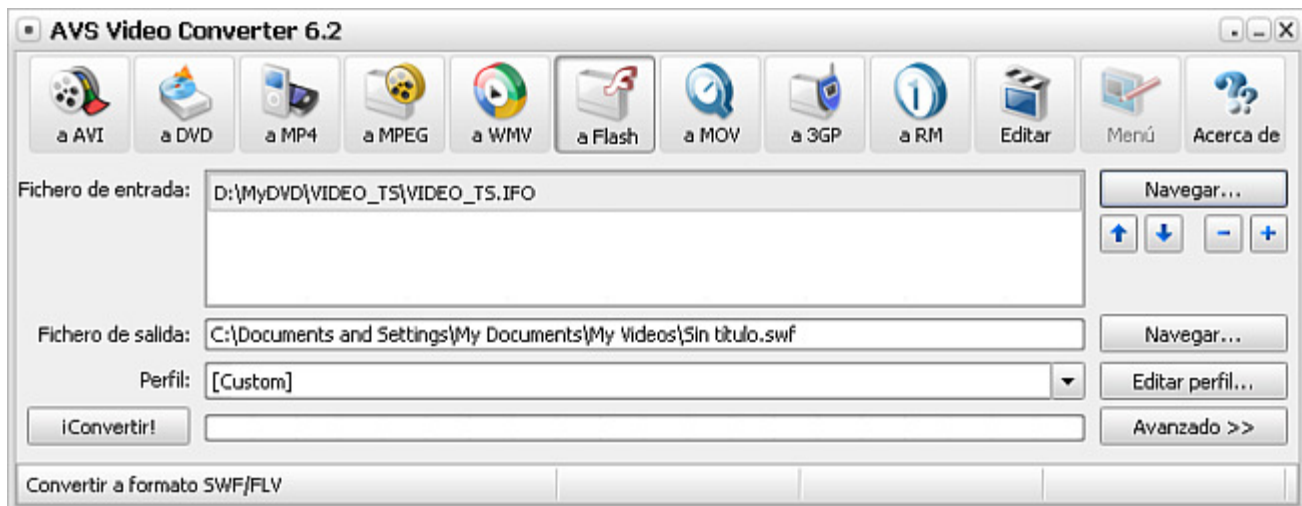 AVS Video Converter 6.2
a AVI a DVD a MP4 a MPEG a WMV a Flash a MOV a 3GP a RM Editar Menú Acerca de
Fichero de entrada: D:\MyDVD\VIDEO_TS\VIDEO_TS.IFO Navegar...
Fichero de salida: C:\Documents and Settings\My Documents\My Videos\Sin título.swf Navegar...
Perfil: [Custom] Editar perfil...
¡Convertir! Avanzado >>
Convertir a formato SWF/FLV